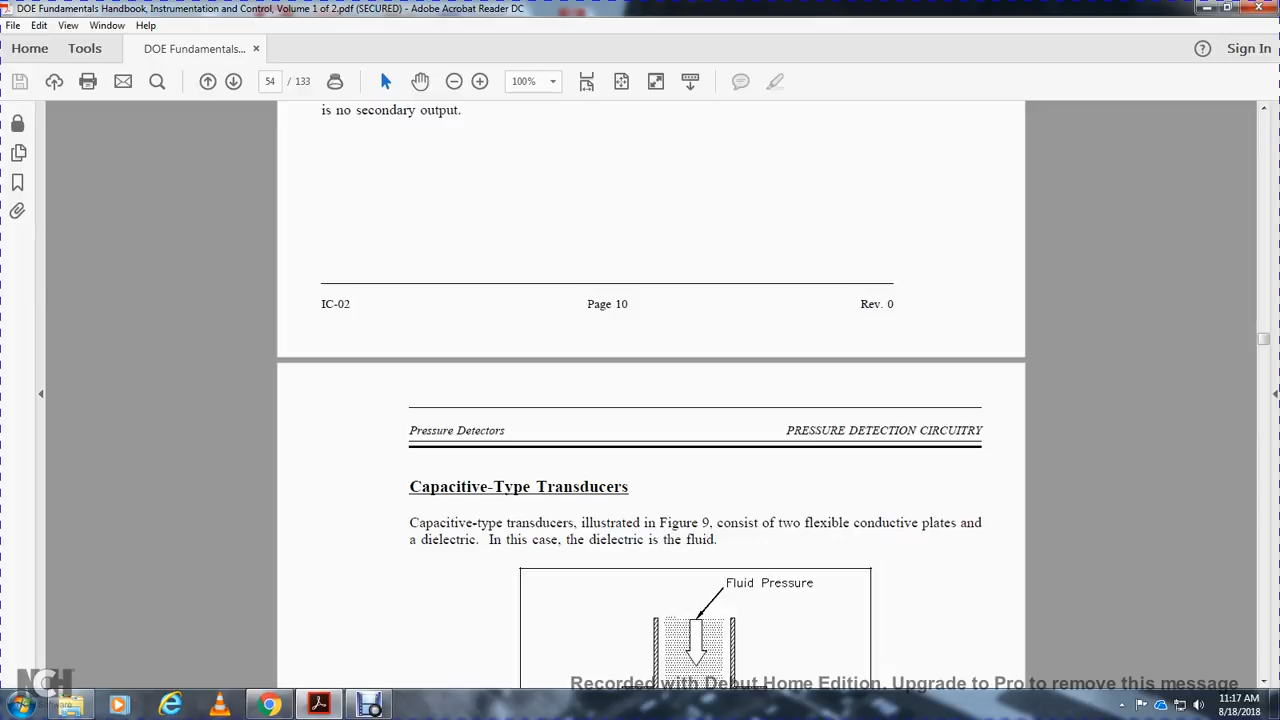 DOE Fundamentals Handbook, Instrumentation and Control, Volume 1 of 2.pdf (SECURED) - Adobe Acrobat Reader DC
File Edit View Window Help
Home Tools DOE Fundamentals... × Sign In
54 / 133 100%
is no secondary output.
IC-02 Page 10 Rev. 0
Pressure Detectors PRESSURE DETECTION CIRCUITRY
Capacitive-Type Transducers
Capacitive-type transducers, illustrated in Figure 9, consist of two flexible conductive plates and
a dielectric. In this case, the dielectric is the fluid.
Fluid Pressure
NCH
Software
Recorded with Debut Home Edition. Upgrade to Pro to remove this message
11:17 AM
8/18/2018